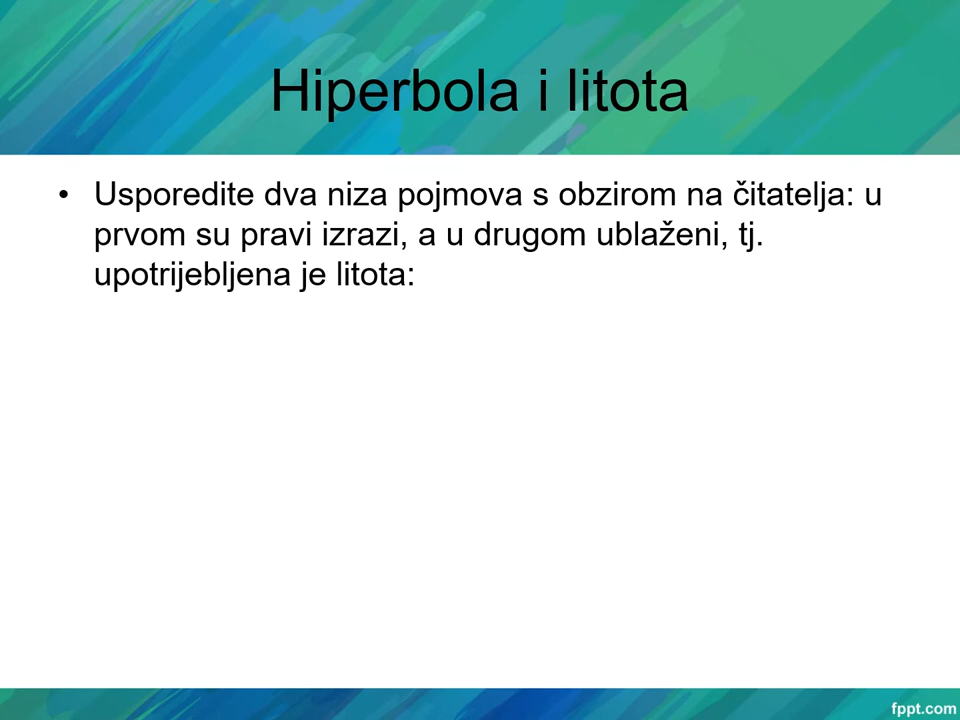 Hiperbola i litota
• Usporedite dva niza pojmova s obzirom na čitatelja: u
prvom su pravi izrazi, a u drugom ublaženi, tj.
upotrijebljena je litota:
fppt.com